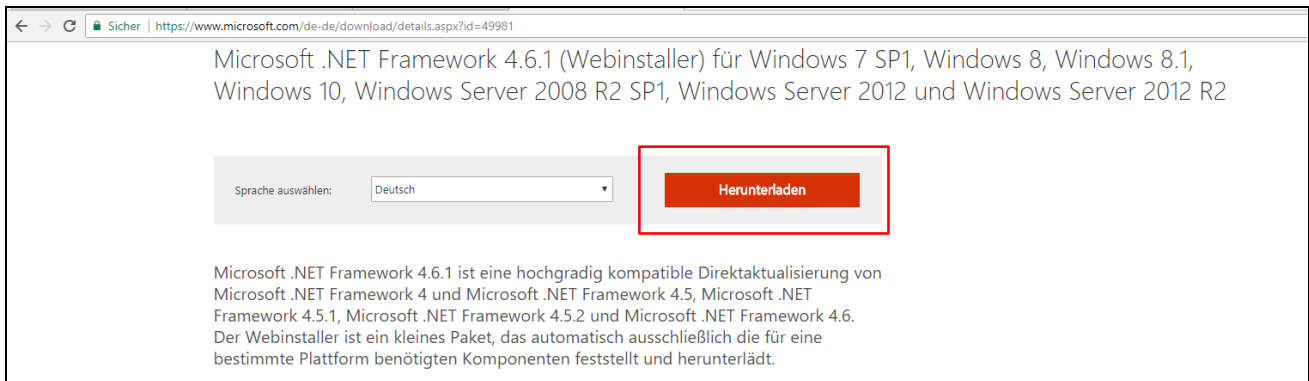 Sicher | https://www.microsoft.com/de-de/download/details.aspx?id=49981
Microsoft .NET Framework 4.6.1 (Webinstaller) für Windows 7 SP1, Windows 8, Windows 8.1,
Windows 10, Windows Server 2008 R2 SP1, Windows Server 2012 und Windows Server 2012 R2
Sprache auswählen: Deutsch Herunterladen
Microsoft .NET Framework 4.6.1 ist eine hochgradig kompatible Direktaktualisierung von
Microsoft .NET Framework 4 und Microsoft .NET Framework 4.5, Microsoft .NET
Framework 4.5.1, Microsoft .NET Framework 4.5.2 und Microsoft .NET Framework 4.6.
Der Webinstaller ist ein kleines Paket, das automatisch ausschließlich die für eine
bestimmte Plattform benötigten Komponenten feststellt und herunterlädt.